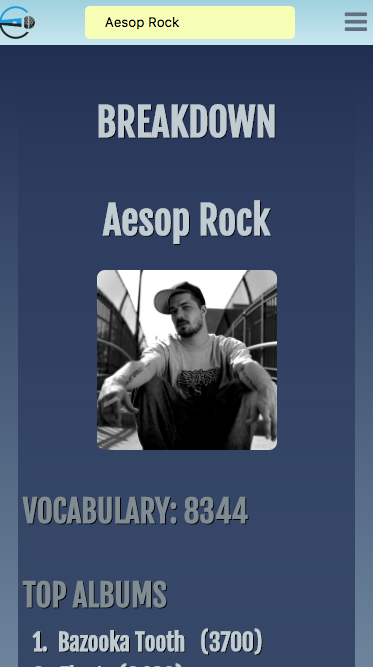 Aesop Rock
BREAKDOWN
Aesop Rock
VOCABULARY: 8344
TOP ALBUMS
1. Bazooka Tooth (3700)